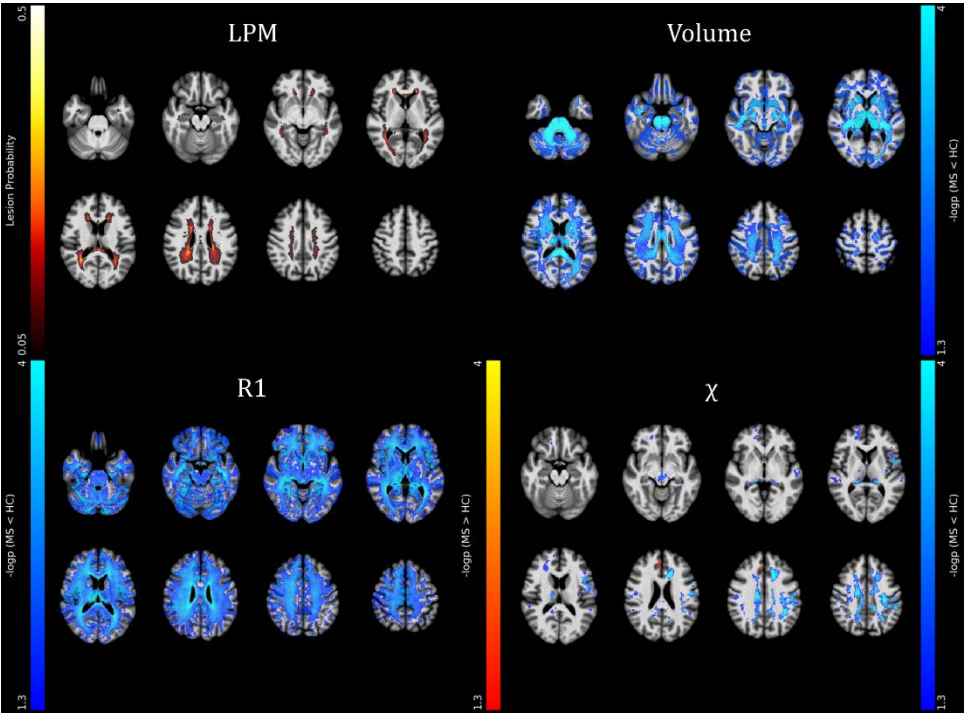 LPM
0.5
Lesion Probability
0.05
Volume
4
-logp (MS < HC)
1.3
R1
4
-logp (MS < HC)
1.3
χ
4
-logp (MS > HC)
1.3
4
-logp (MS < HC)
1.3